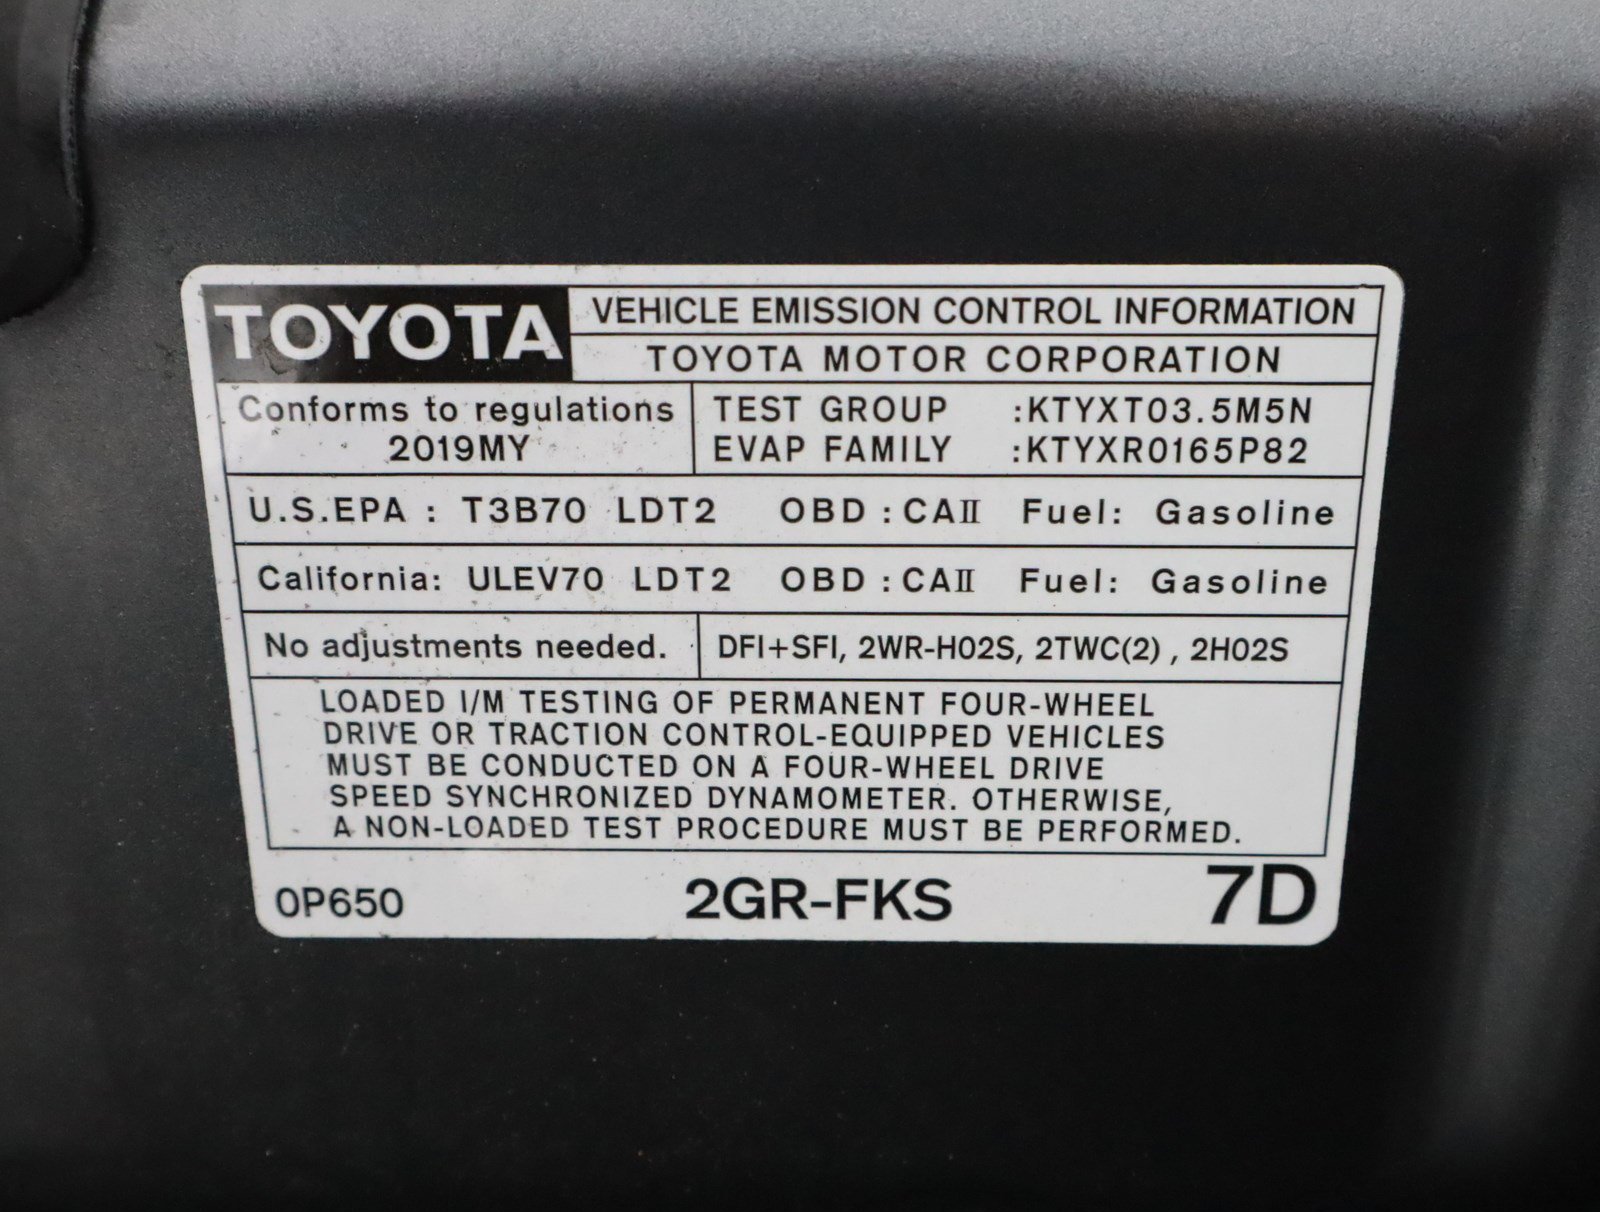 TOYOTA
VEHICLE EMISSION CONTROL INFORMATION
TOYOTA MOTOR CORPORATION
Conforms to regulations
2019MY
TEST GROUP :KTYXT03.5M5N
EVAP FAMILY :KTYXR0165P82
U.S.EPA : T3B70 LDT2 OBD : CAⅡ Fuel: Gasoline
California: ULEV70 LDT2 OBD : CAⅡ Fuel: Gasoline
No adjustments needed.
DFI+SFI, 2WR-HO2S, 2TWC(2) , 2HO2S
LOADED I/M TESTING OF PERMANENT FOUR-WHEEL
DRIVE OR TRACTION CONTROL-EQUIPPED VEHICLES
MUST BE CONDUCTED ON A FOUR-WHEEL DRIVE
SPEED SYNCHRONIZED DYNAMOMETER. OTHERWISE,
A NON-LOADED TEST PROCEDURE MUST BE PERFORMED.
0P650 2GR-FKS 7D